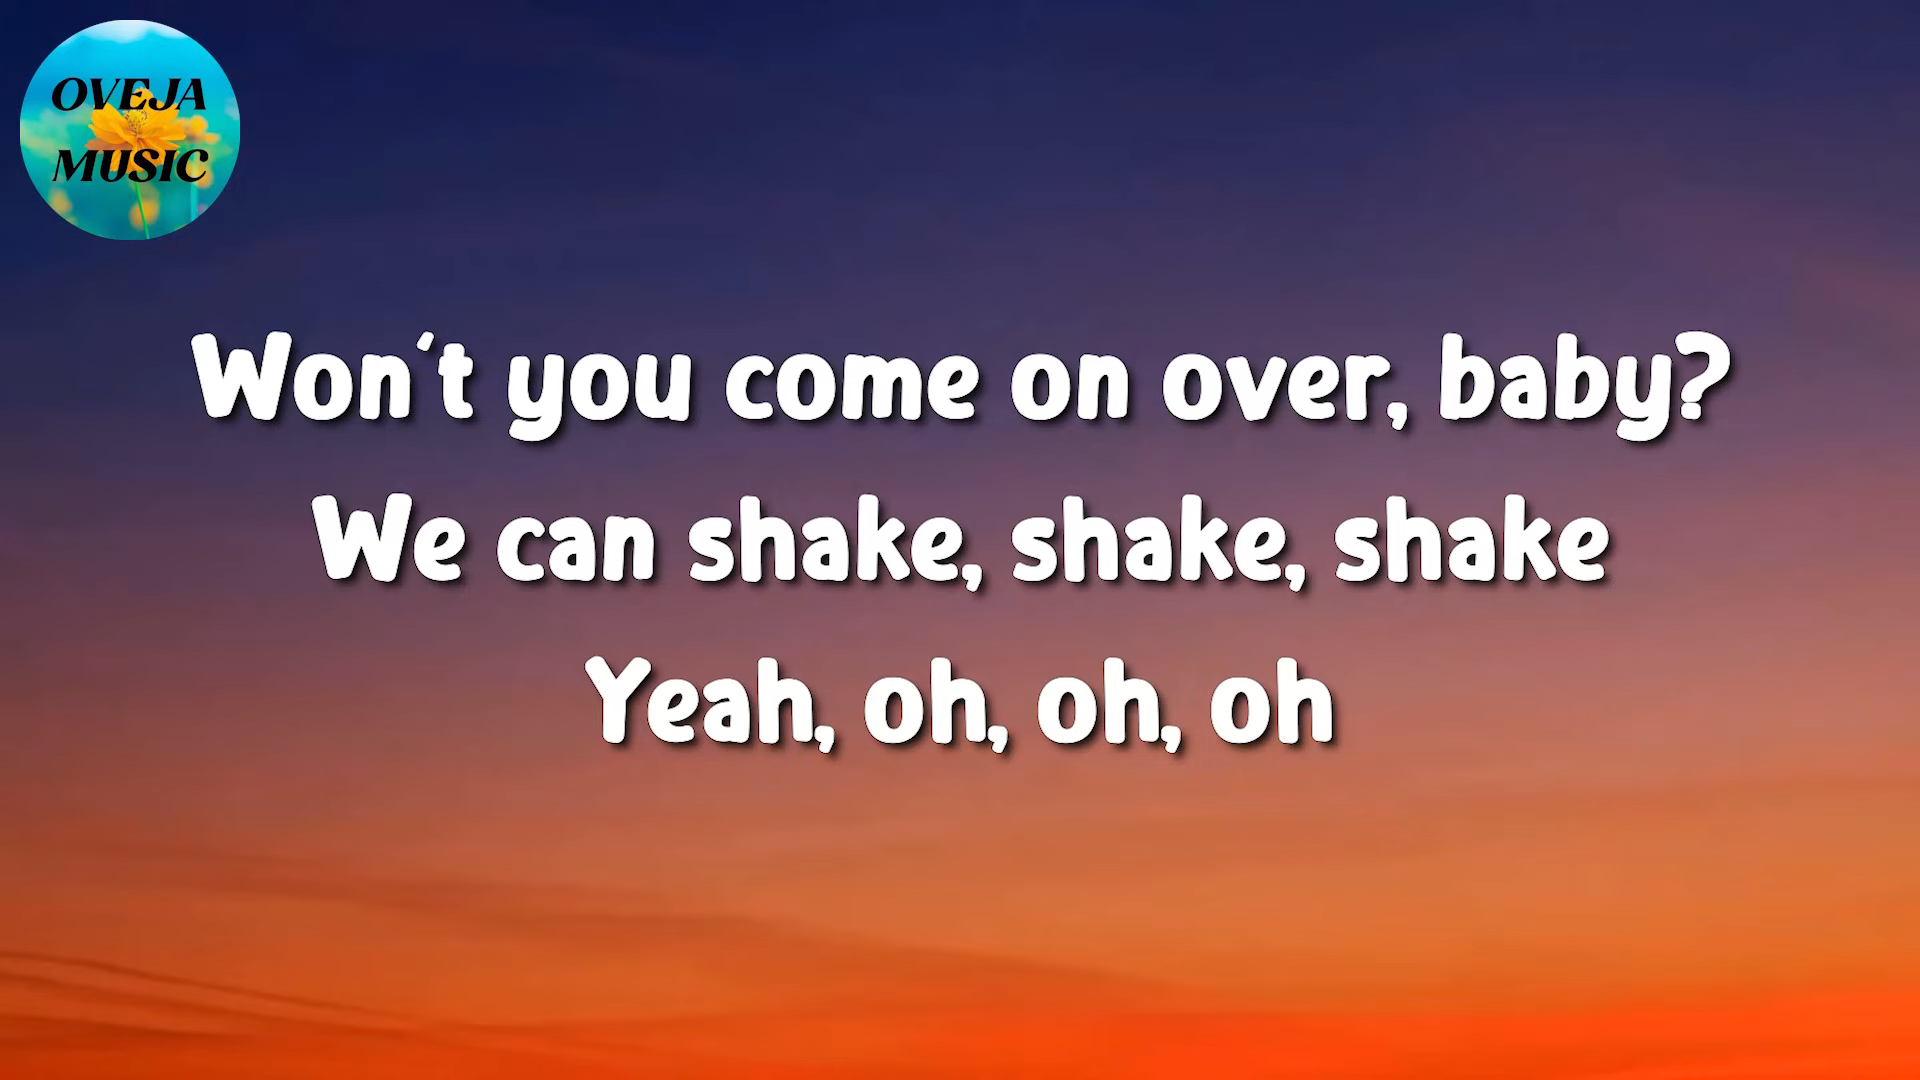 OVEJA
MUSIC
Won't you come on over, baby?
We can shake, shake, shake
Yeah, oh, oh, oh